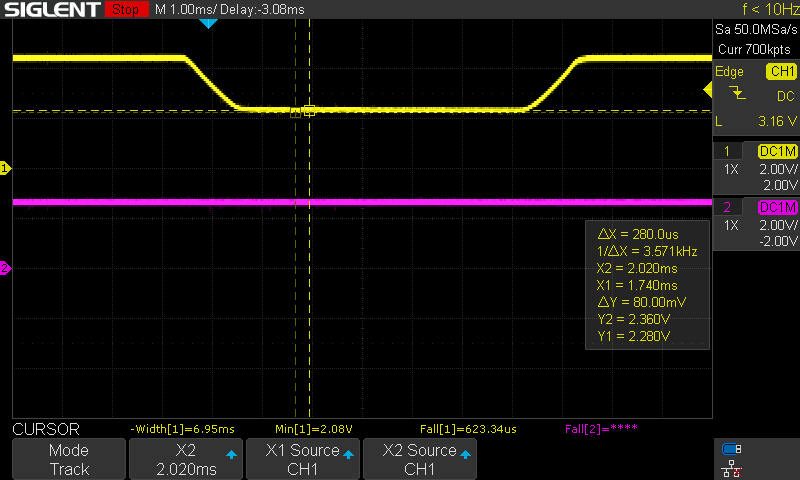 SIGLENT Stop M 1.00ms/ Delay:-3.08ms f < 10Hz
Sa 50.0MSa/s
Curr 700kpts
Edge CH1
DC
L 3.16 V
1 DC1M
1X 2.00V/
2.00V
2 DC1M
1X 2.00V/
-2.00V
1
2
ΔX = 280.0us
1/ΔX = 3.571kHz
X2 = 2.020ms
X1 = 1.740ms
ΔY = 80.00mV
Y2 = 2.360V
Y1 = 2.280V
CURSOR -Width[1]=6.95ms Min[1]=2.08V Fall[1]=623.34us Fall[2]=****
Mode X2 X1 Source X2 Source
Track 2.020ms CH1 CH1